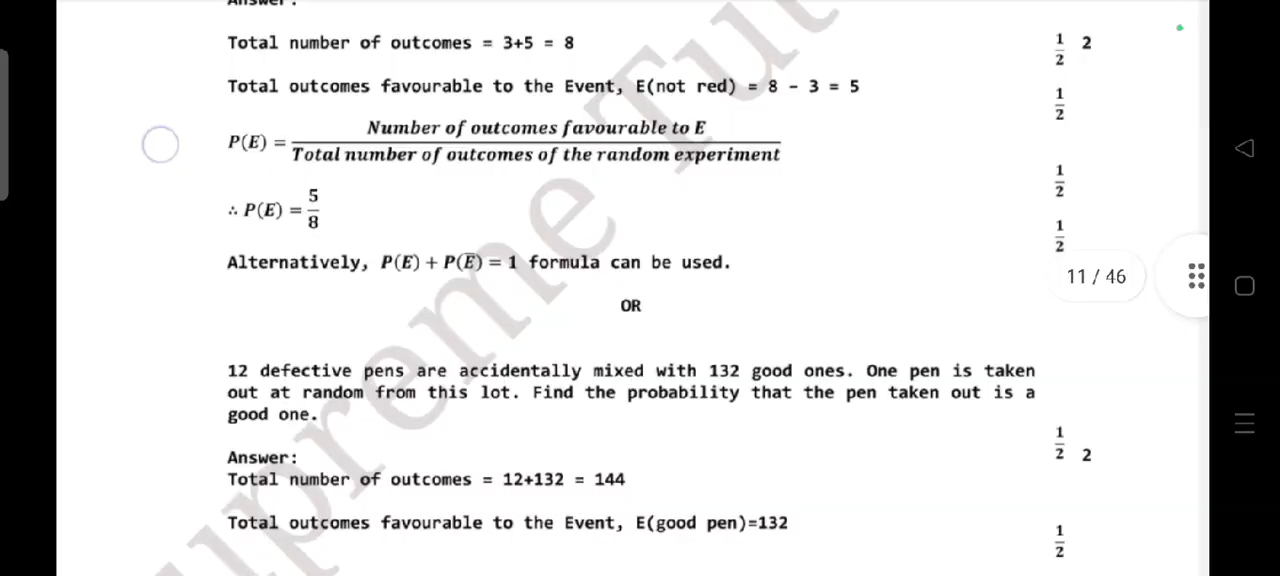 Answer:
Total number of outcomes = 3+5 = 8
1/2 2
Total outcomes favourable to the Event, E(not red) = 8 - 3 = 5
1/2
P(E) = Number of outcomes favourable to E / Total number of outcomes of the random experiment
1/2
∴ P(E) = 5/8
1/2
Alternatively, P(E) + P(E̅) = 1 formula can be used.
11 / 46
OR
12 defective pens are accidentally mixed with 132 good ones. One pen is taken
out at random from this lot. Find the probability that the pen taken out is a
good one.
Answer:
1/2 2
Total number of outcomes = 12+132 = 144
Total outcomes favourable to the Event, E(good pen)=132
1/2
upreme Tut